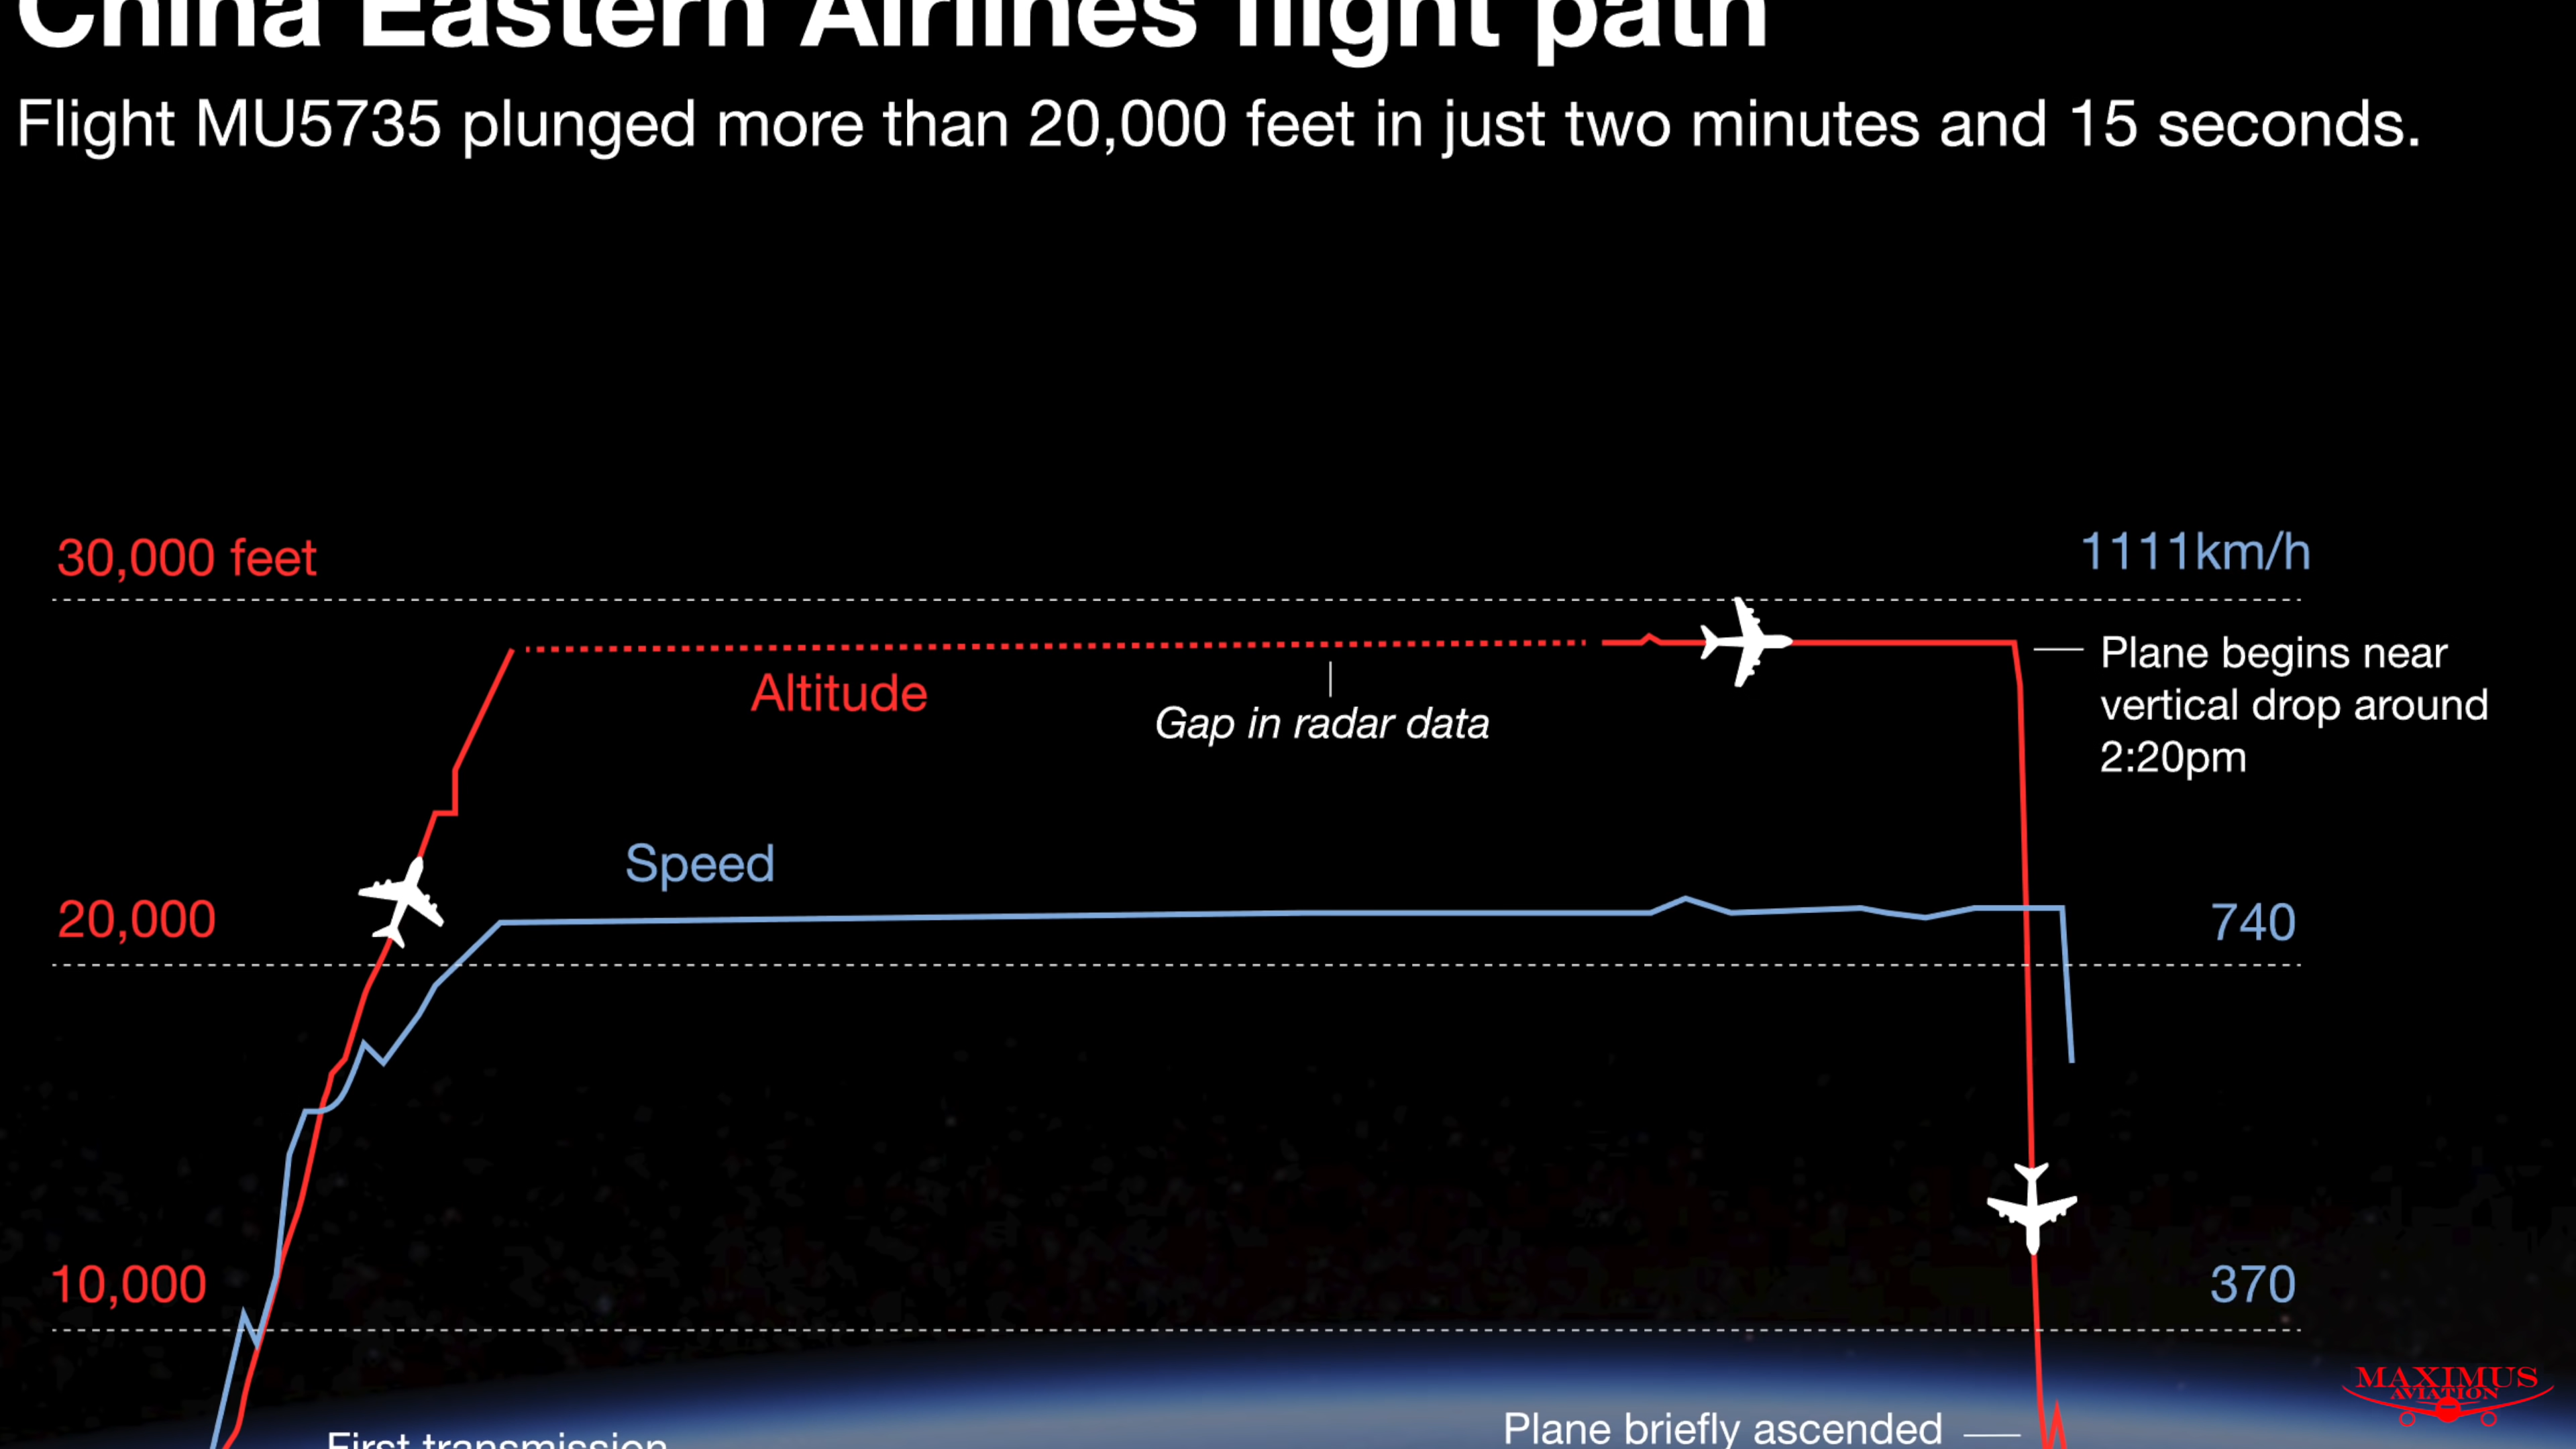 China Eastern Airlines flight path
Flight MU5735 plunged more than 20,000 feet in just two minutes and 15 seconds.
30,000 feet
1111km/h
Plane begins near
vertical drop around
2:20pm
Altitude
Gap in radar data
Speed
20,000
740
10,000
370
MAXIMUS
AVIATION
Plane briefly ascended
First transmission